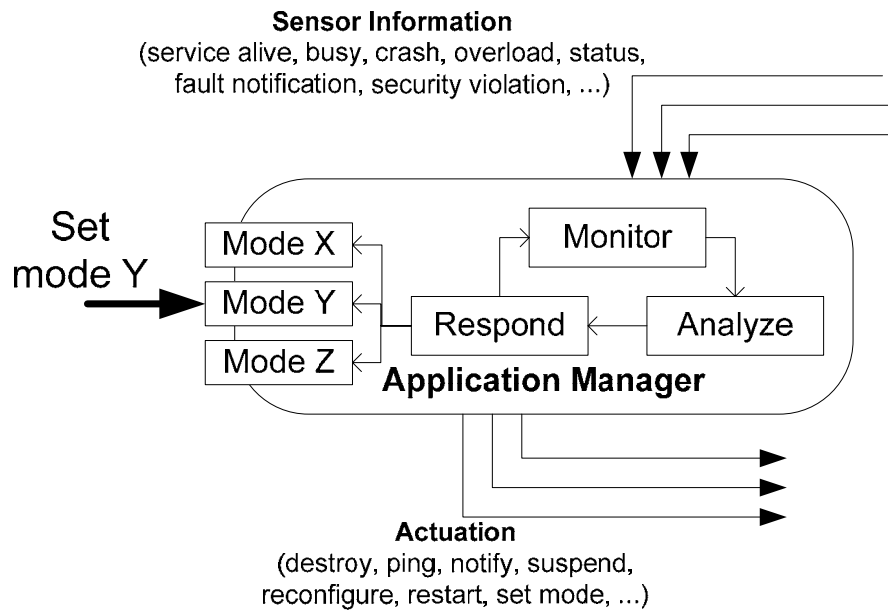 Sensor Information
(service alive, busy, crash, overload, status,
fault notification, security violation, ...)
Set
mode Y
Mode X
Mode Y
Mode Z
Monitor
Respond
Analyze
Application Manager
Actuation
(destroy, ping, notify, suspend,
reconfigure, restart, set mode, ...)